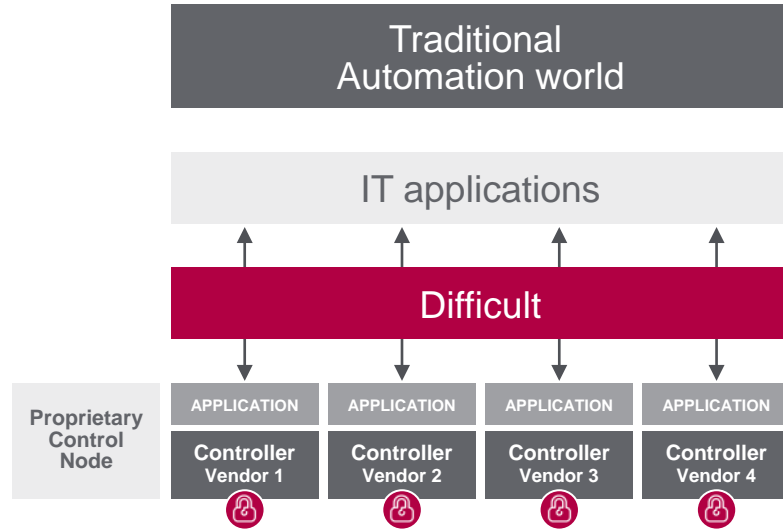 Traditional
Automation world
IT applications
Difficult
Proprietary
Control
Node
APPLICATION
Controller
Vendor 1
APPLICATION
Controller
Vendor 2
APPLICATION
Controller
Vendor 3
APPLICATION
Controller
Vendor 4